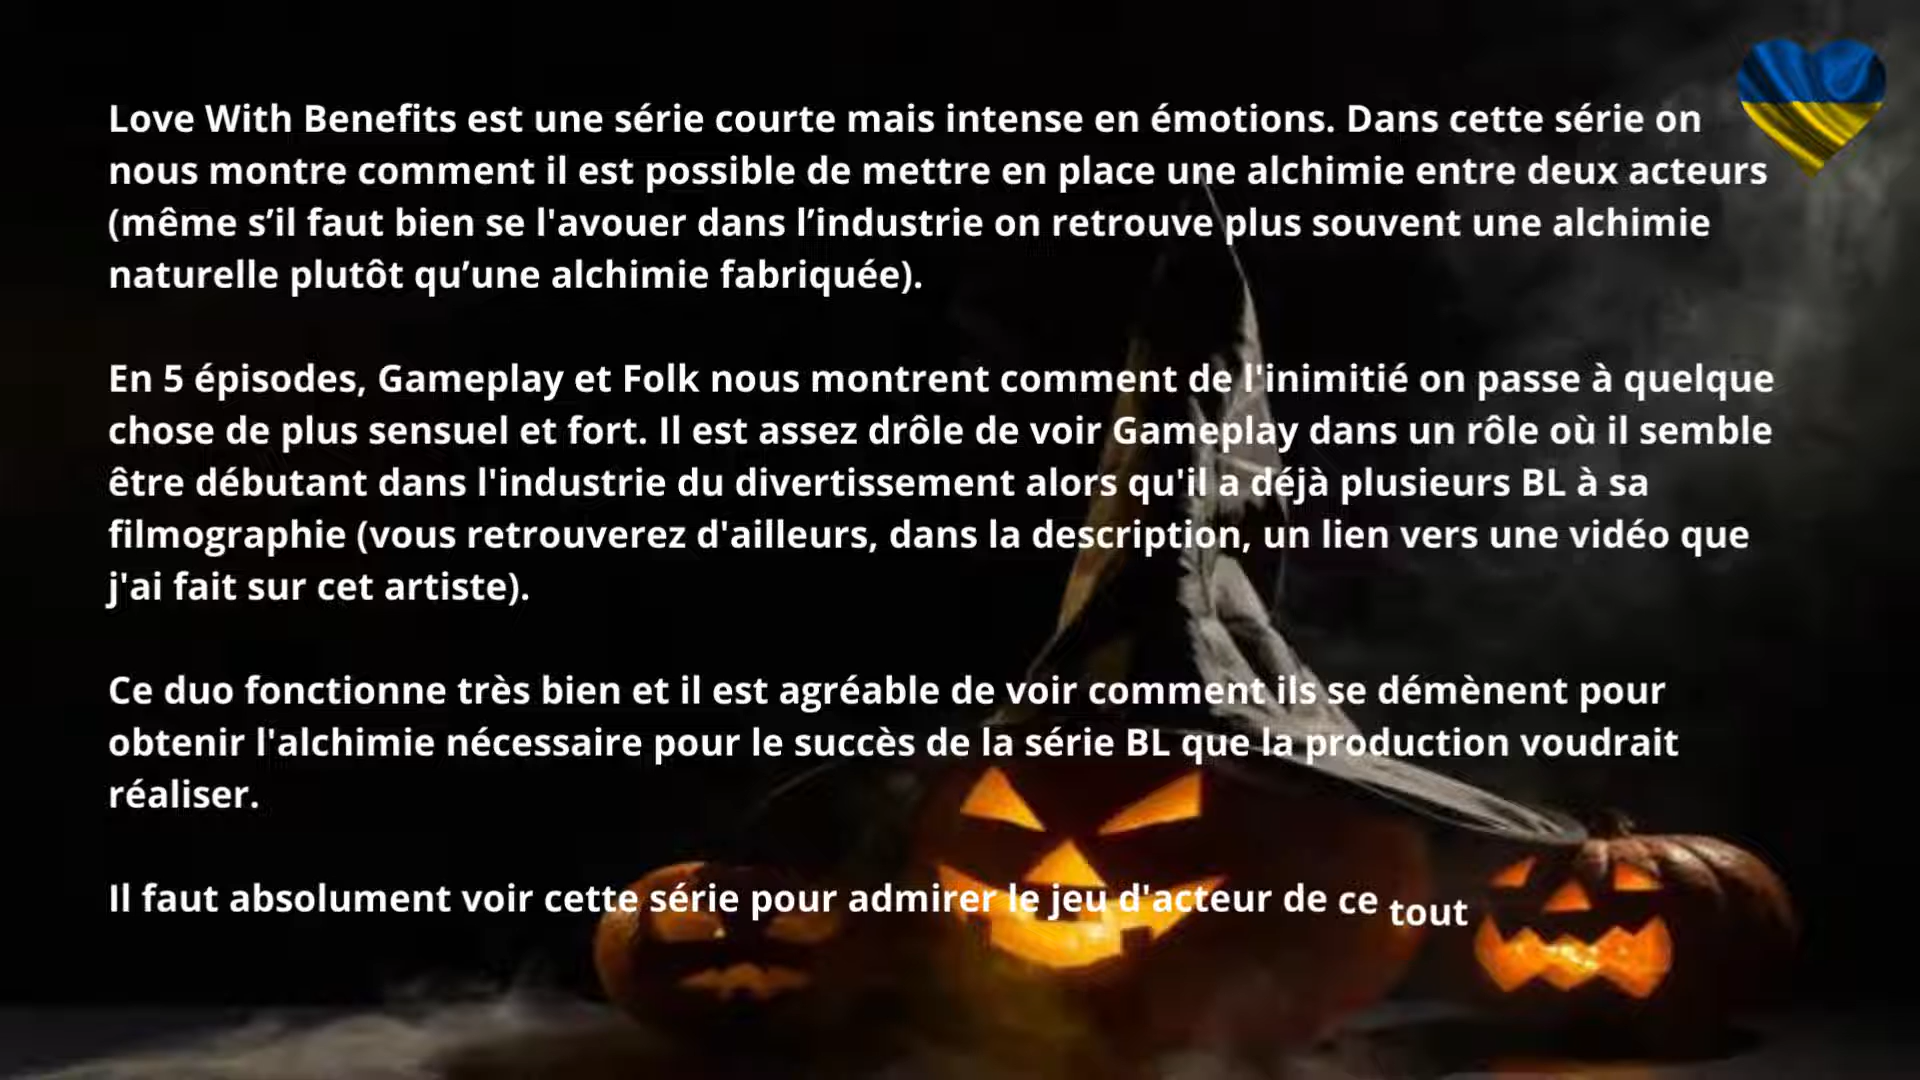 Love With Benefits est une série courte mais intense en émotions. Dans cette série on
nous montre comment il est possible de mettre en place une alchimie entre deux acteurs
(même s’il faut bien se l'avouer dans l’industrie on retrouve plus souvent une alchimie
naturelle plutôt qu’une alchimie fabriquée).
En 5 épisodes, Gameplay et Folk nous montrent comment de l'inimitié on passe à quelque
chose de plus sensuel et fort. Il est assez drôle de voir Gameplay dans un rôle où il semble
être débutant dans l'industrie du divertissement alors qu'il a déjà plusieurs BL à sa
filmographie (vous retrouverez d'ailleurs, dans la description, un lien vers une vidéo que
j'ai fait sur cet artiste).
Ce duo fonctionne très bien et il est agréable de voir comment ils se démènent pour
obtenir l'alchimie nécessaire pour le succès de la série BL que la production voudrait
réaliser.
Il faut absolument voir cette série pour admirer le jeu d'acteur de ce tout